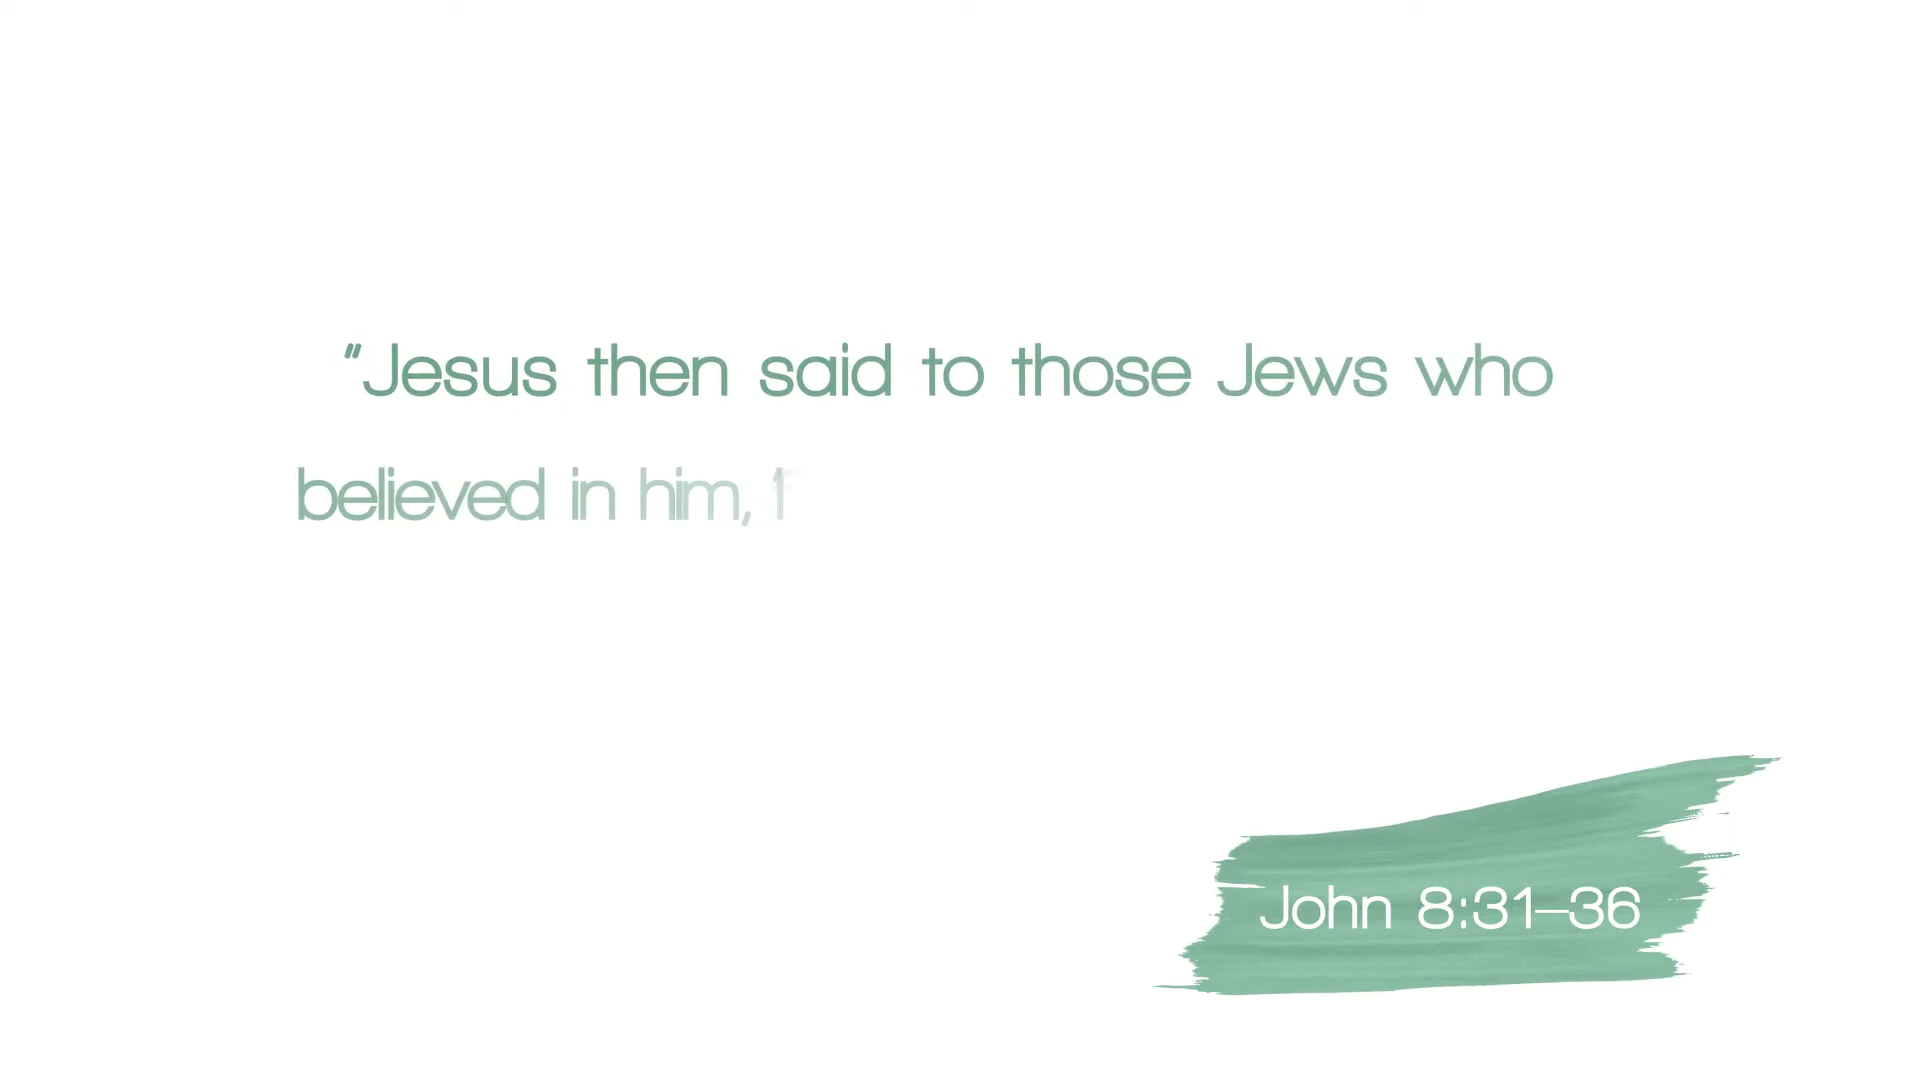 “Jesus then said to those Jews who
believed in him,
John 8:31–36